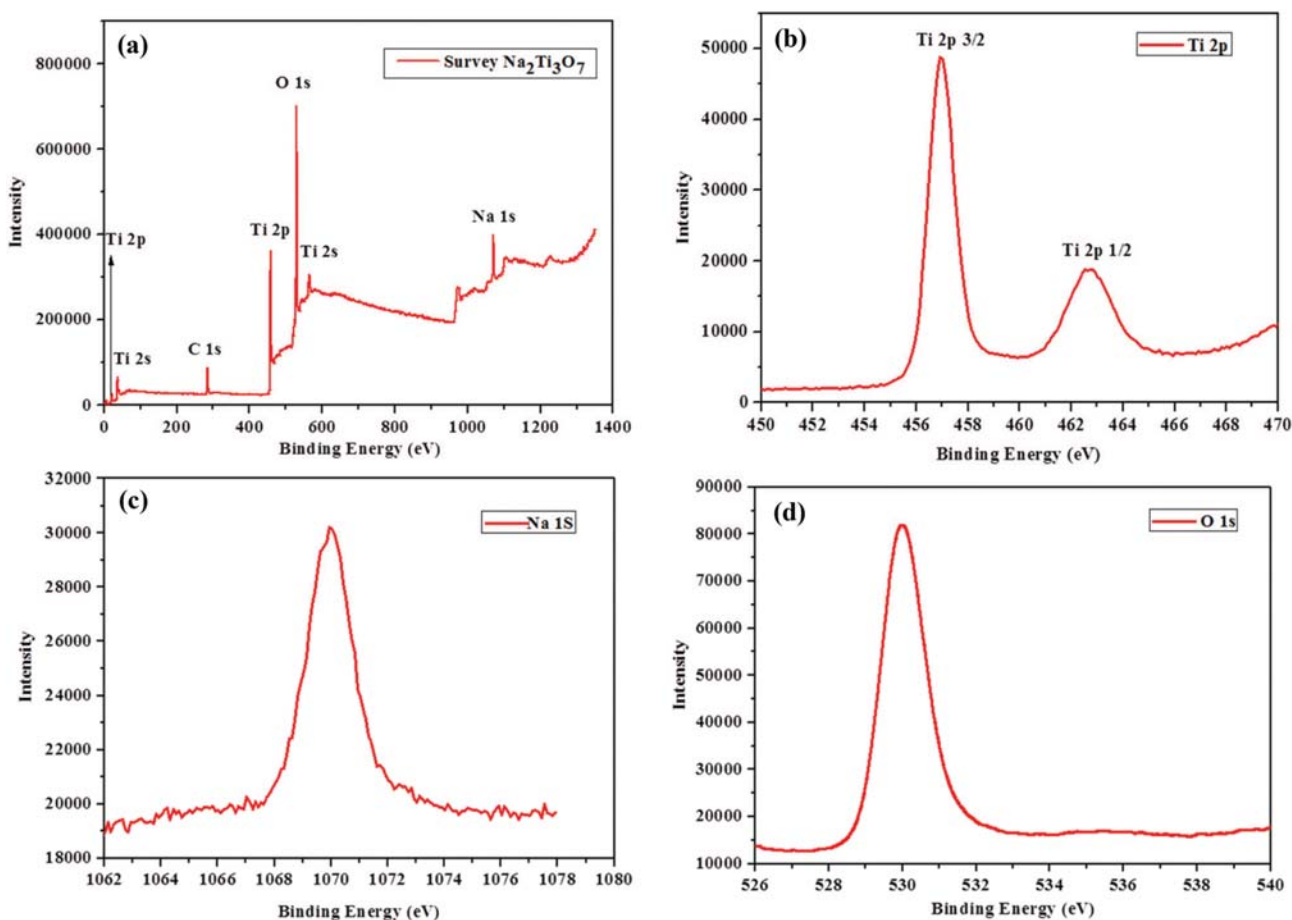 (a)
Survey Na₂Ti₃O₇
O 1s
Na 1s
Ti 2p
Ti 2p
Ti 2s
Ti 2s
C 1s
Intensity
800000
600000
400000
200000
0
0 200 400 600 800 1000 1200 1400
Binding Energy (eV)
(b)
Ti 2p 3/2
Ti 2p
Ti 2p 1/2
Intensity
50000
40000
30000
20000
10000
0
450 452 454 456 458 460 462 464 466 468 470
Binding Energy (eV)
(c)
Na 1S
Intensity
32000
30000
28000
26000
24000
22000
20000
18000
1062 1064 1066 1068 1070 1072 1074 1076 1078 1080
Binding Energy (eV)
(d)
O 1s
Intensity
90000
80000
70000
60000
50000
40000
30000
20000
10000
526 528 530 532 534 536 538 540
Binding Energy (eV)